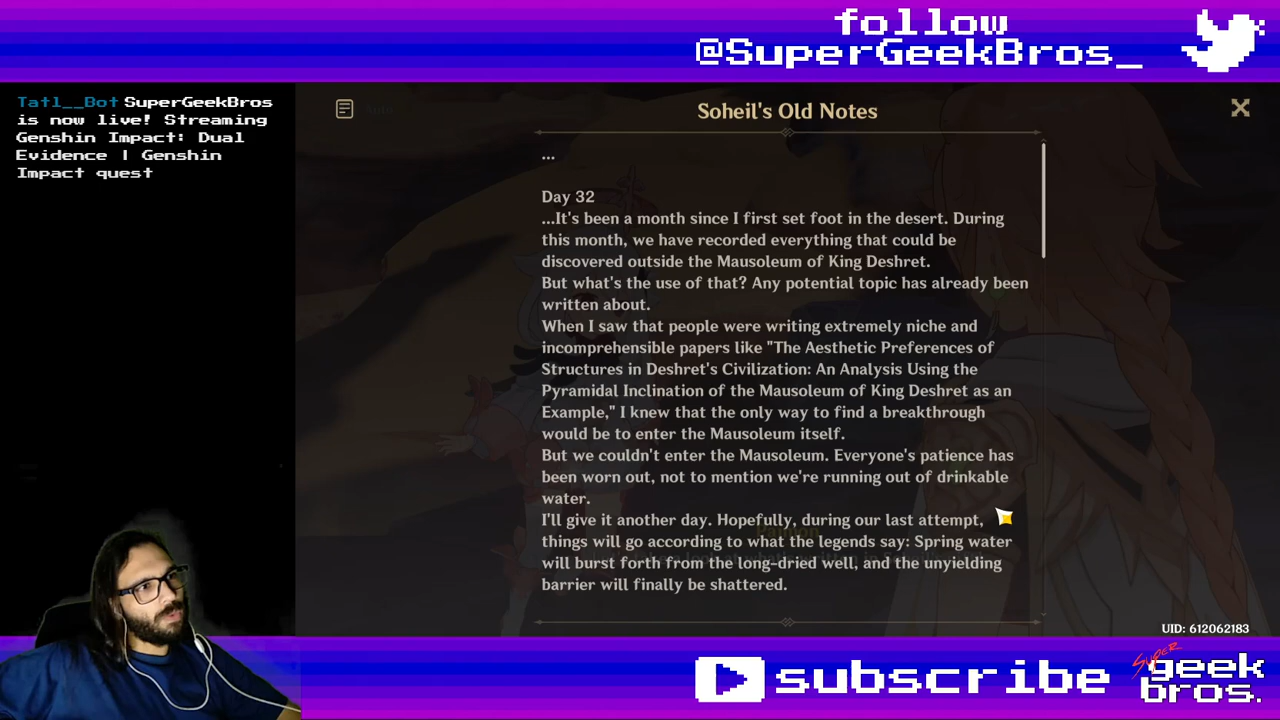 follow
@SuperGeekBros_
Tatl__Bot SuperGeekBros
is now live! Streaming
Genshin Impact: Dual
Evidence | Genshin
Impact quest
Soheil's Old Notes
...
Day 32
...It's been a month since I first set foot in the desert. During
this month, we have recorded everything that could be
discovered outside the Mausoleum of King Deshret.
But what's the use of that? Any potential topic has already been
written about.
When I saw that people were writing extremely niche and
incomprehensible papers like "The Aesthetic Preferences of
Structures in Deshret's Civilization: An Analysis Using the
Pyramidal Inclination of the Mausoleum of King Deshret as an
Example," I knew that the only way to find a breakthrough
would be to enter the Mausoleum itself.
But we couldn't enter the Mausoleum. Everyone's patience has
been worn out, not to mention we're running out of drinkable
water.
I'll give it another day. Hopefully, during our last attempt,
things will go according to what the legends say: Spring water
will burst forth from the long-dried well, and the unyielding
barrier will finally be shattered.
UID: 612062183
subscribe
super
geek
bros.